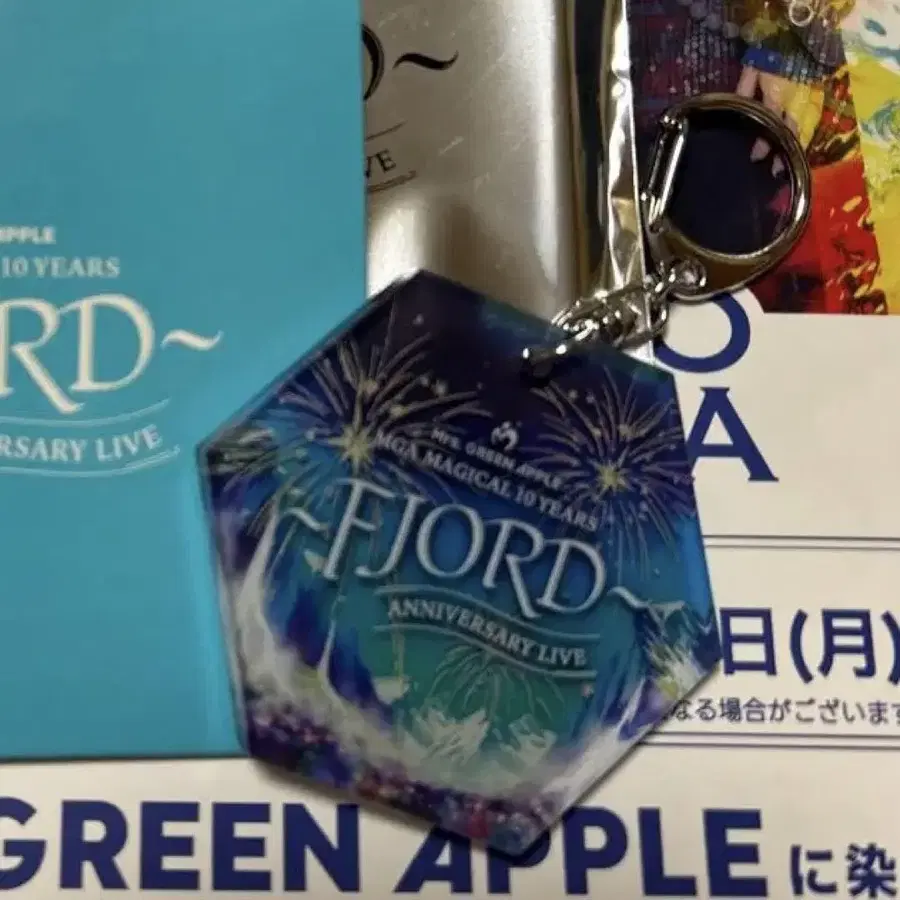 APPLE
10 YEARS
RD~
ERSARY LIVE
D~
LIVE
Mrs. GREEN APPLE
MGA MAGICAL 10 YEARS
~FJORD~
ANNIVERSARY LIVE
O
A
日(月)
なる場合がございます
GREEN APPLE に染